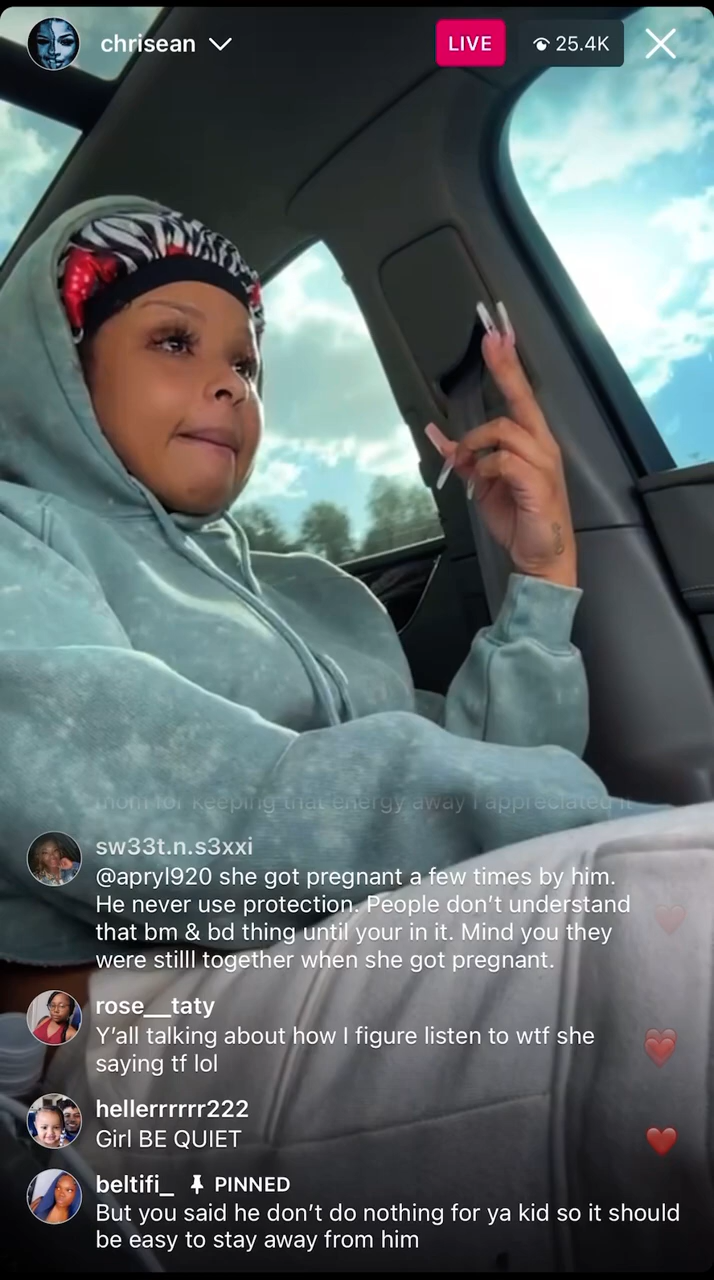 chrisean
LIVE
25.4K
mom for keeping that energy away I appreciated it
sw33t.n.s3xxi
@apryl920 she got pregnant a few times by him.
He never use protection. People don’t understand
that bm & bd thing until your in it. Mind you they
were stilll together when she got pregnant.
rose__taty
Y’all talking about how I figure listen to wtf she
saying tf lol
hellerrrrrr222
Girl BE QUIET
beltifi_ PINNED
But you said he don’t do nothing for ya kid so it should
be easy to stay away from him